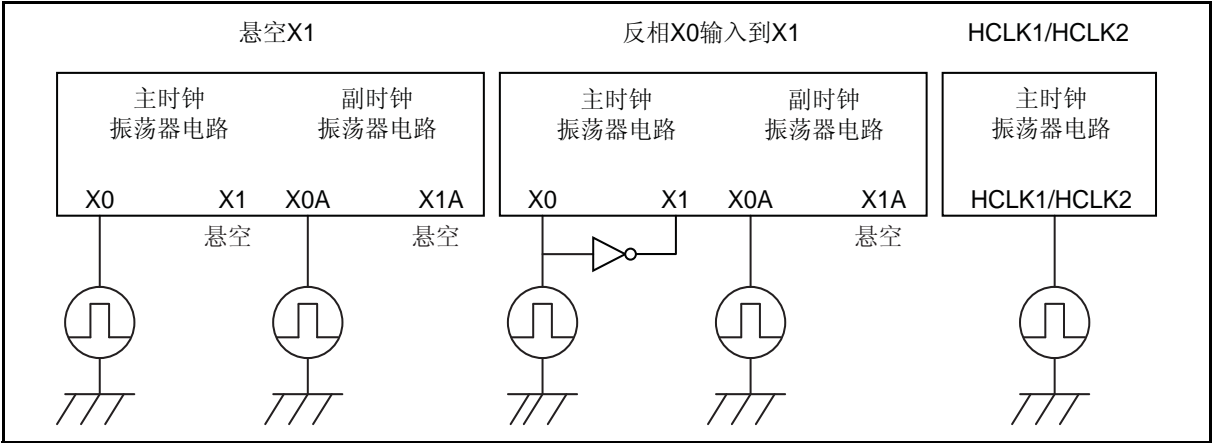 悬空X1
反相X0输入到X1
HCLK1/HCLK2
主时钟
振荡器电路
副时钟
振荡器电路
X0
X1
X0A
X1A
悬空
悬空
主时钟
振荡器电路
副时钟
振荡器电路
X0
X1
X0A
X1A
悬空
主时钟
振荡器电路
HCLK1/HCLK2